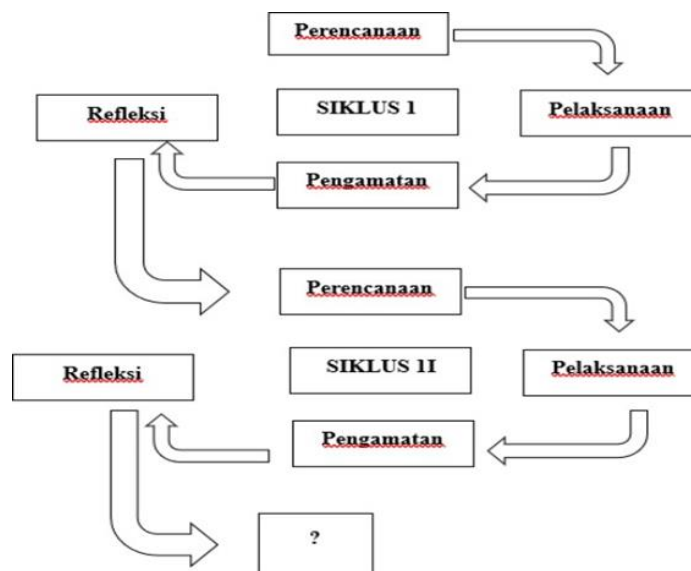 Perencanaan
Refleksi
SIKLUS 1
Pelaksanaan
Pengamatan
Perencanaan
Refleksi
SIKLUS 1I
Pelaksanaan
Pengamatan
?